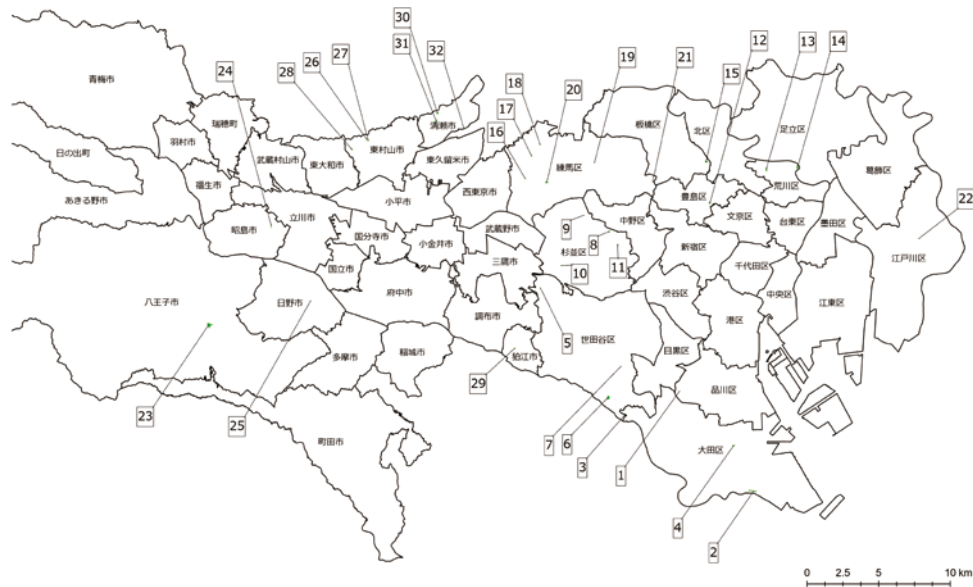 30
31
32
27
26
28
24
18
17
16
19
20
21
12
15
13
14
青梅市
瑞穂町
羽村市
日の出町
あきる野市
福生市
武蔵村山市
東大和市
東村山市
清瀬市
東久留米市
西東京市
練馬区
板橋区
北区
足立区
荒川区
葛飾区
22
昭島市
立川市
小平市
国分寺市
小金井市
武蔵野市
三鷹市
9
8
杉並区
11
10
中野区
豊島区
文京区
台東区
墨田区
新宿区
千代田区
江戸川区
八王子市
日野市
国立市
府中市
調布市
5
渋谷区
港区
中央区
江東区
世田谷区
目黒区
品川区
多摩市
稲城市
狛江市
29
23
25
町田市
7
6
3
1
大田区
4
2
0 2.5 5 10 km